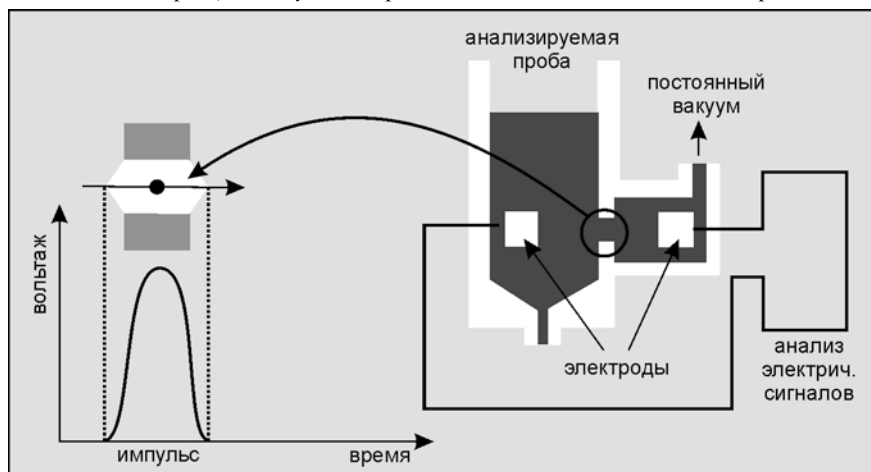 анализируемая
проба
постоянный
вакуум
вольтаж
электроды
анализ
электрич.
сигналов
импульс
время